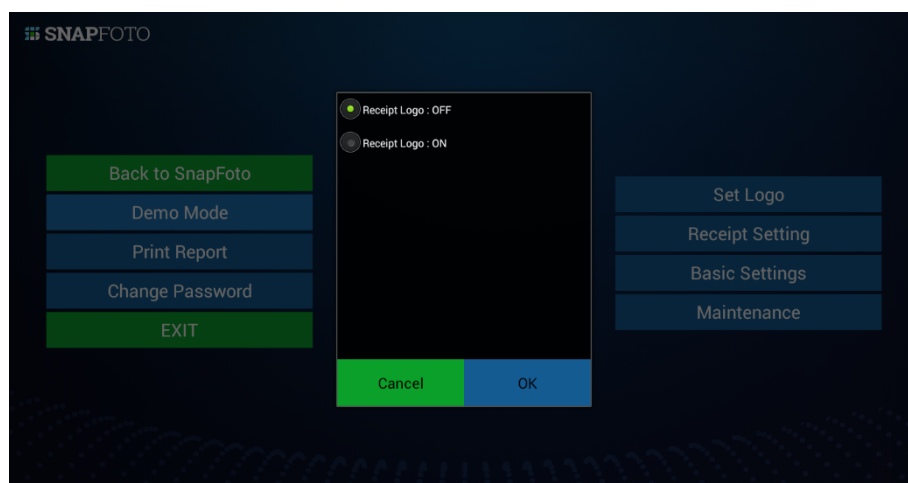 SNAPFOTO
Receipt Logo : OFF
Receipt Logo : ON
Back to SnapFoto
Demo Mode
Print Report
Change Password
EXIT
Set Logo
Receipt Setting
Basic Settings
Maintenance
Cancel
OK